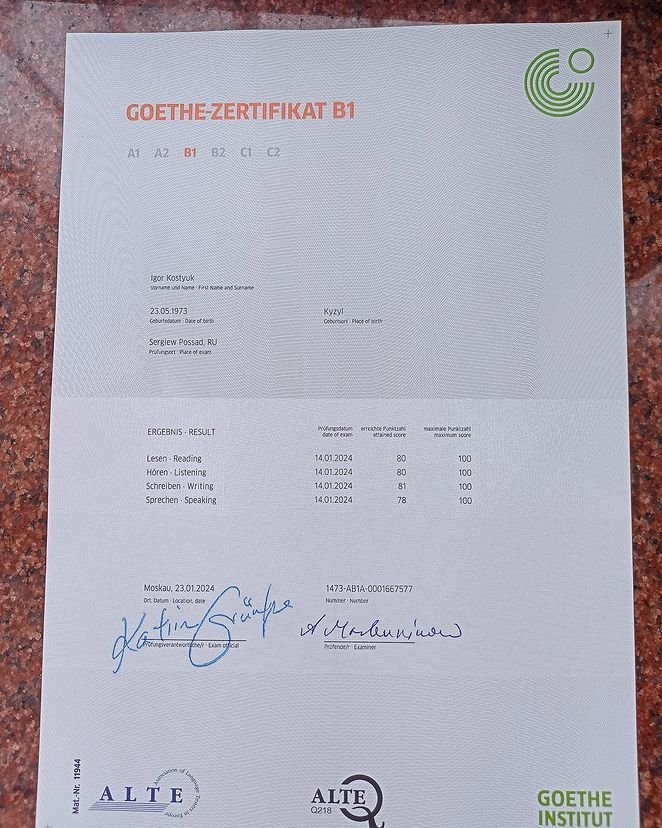 GOETHE-ZERTIFIKAT B1
A1 A2 B1 B2 C1 C2
Igor Kostyuk
Vorname und Name · First Name and Surname
23.05.1973 Kyzyl
Geburtsdatum · Date of birth Geburtsort · Place of birth
Sergiew Possad, RU
Prüfungsort · Place of exam
ERGEBNIS · RESULT Prüfungsdatum erreichte Punktzahl maximale Punktzahl
date of exam attained score maximum score
Lesen · Reading 14.01.2024 80 100
Hören · Listening 14.01.2024 80 100
Schreiben · Writing 14.01.2024 81 100
Sprechen · Speaking 14.01.2024 78 100
Moskau, 23.01.2024 1473-AB1A-0001667577
Ort, Datum · Location, date Nummer · Number
Prüfungsverantwortliche/r · Exam official Prüfende/r · Examiner
Mat.-Nr. 11944
ALTE
Association of Language Testers in Europe
ALTE
Q218
GOETHE
INSTITUT